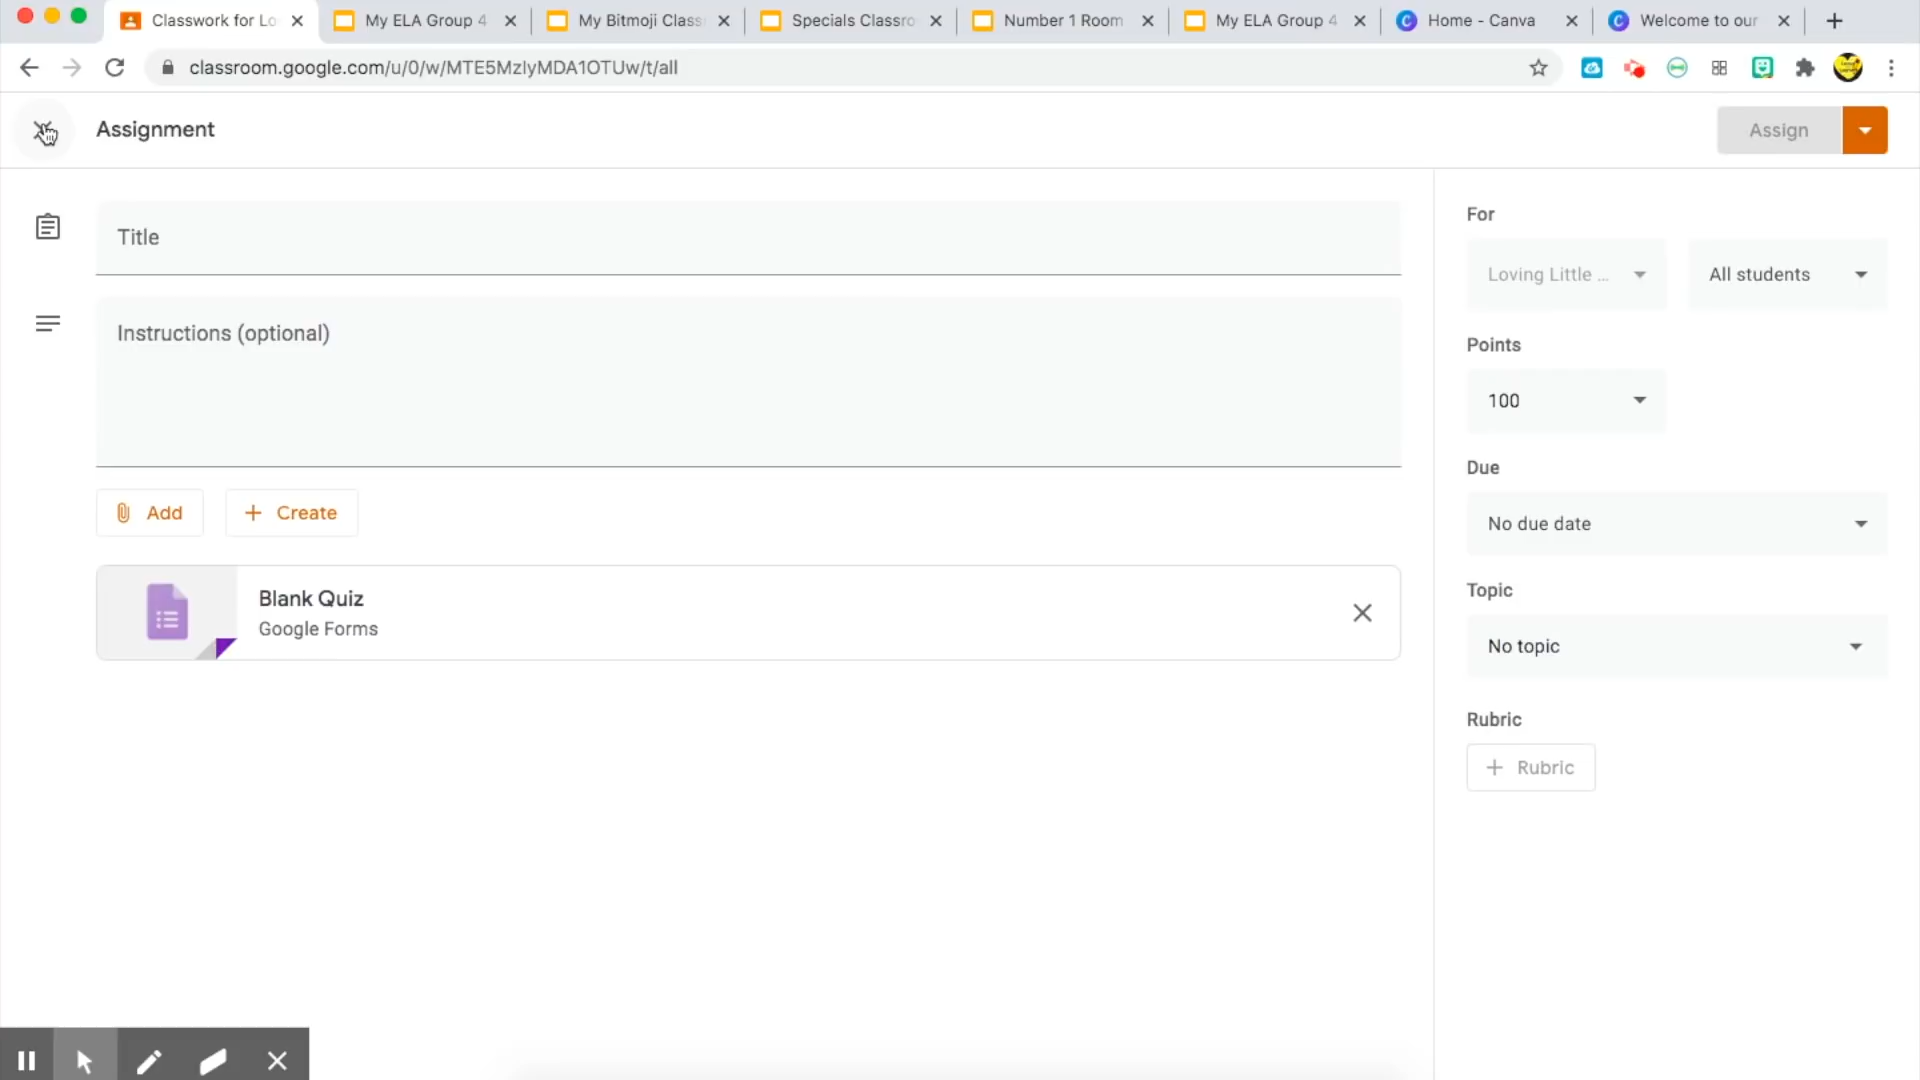 Classwork for Lo
My ELA Group 4
My Bitmoji Class
Specials Classro
Number 1 Room
My ELA Group 4
Home - Canva
Welcome to our
classroom.google.com/u/0/w/MTE5MzIyMDA1OTUw/t/all
Assignment
Assign
Title
For
Loving Little ...
All students
Instructions (optional)
Points
100
Due
No due date
Add
Create
Topic
No topic
Blank Quiz
Google Forms
Rubric
Rubric